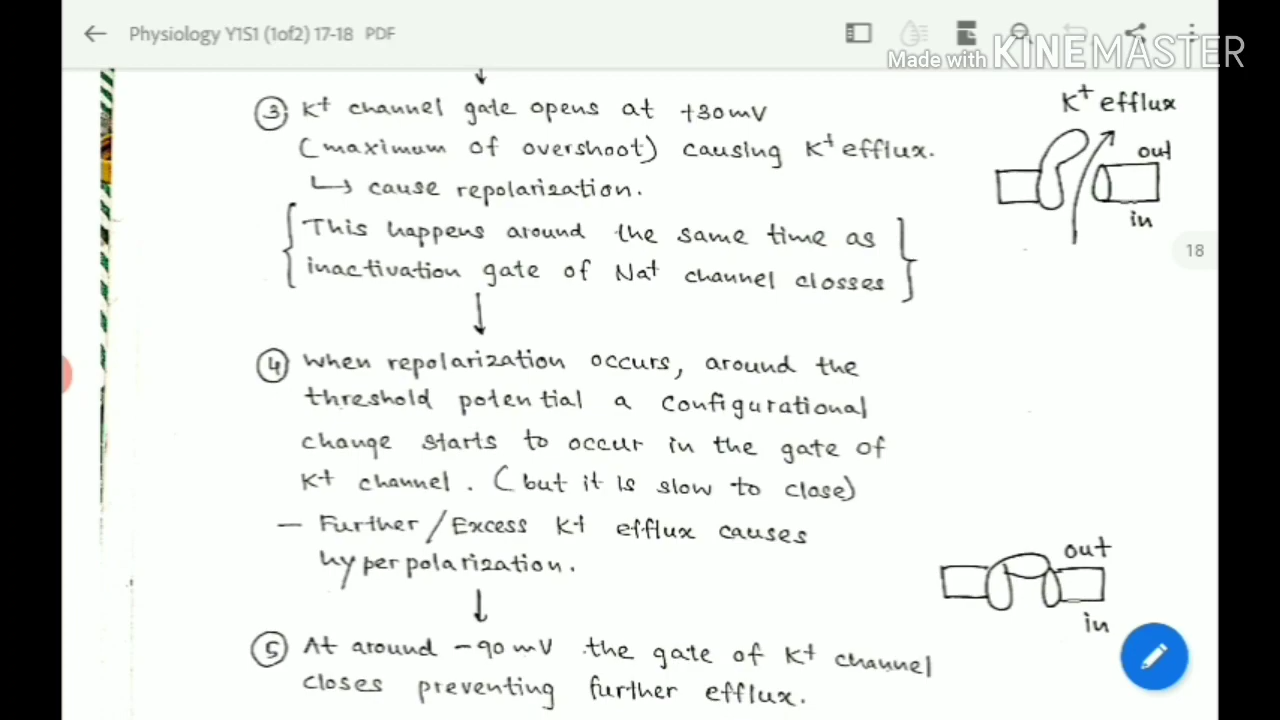 Physiology Y1S1 (1of2) 17-18 PDF
Made with KINEMASTER
③ K+ channel gate opens at +30mV
(maximum of overshoot) causing K+ efflux.
↳ cause repolarization.
{ This happens around the same time as
inactivation gate of Na+ channel closses }
↓
④ When repolarization occurs, around the
threshold potential a configurational
change starts to occur in the gate of
K+ channel. (but it is slow to close)
— Further/Excess K+ efflux causes
hyperpolarization.
↓
⑤ At around -90mV the gate of K+ channel
closes preventing further efflux.
K+ efflux
out
in
18
out
in